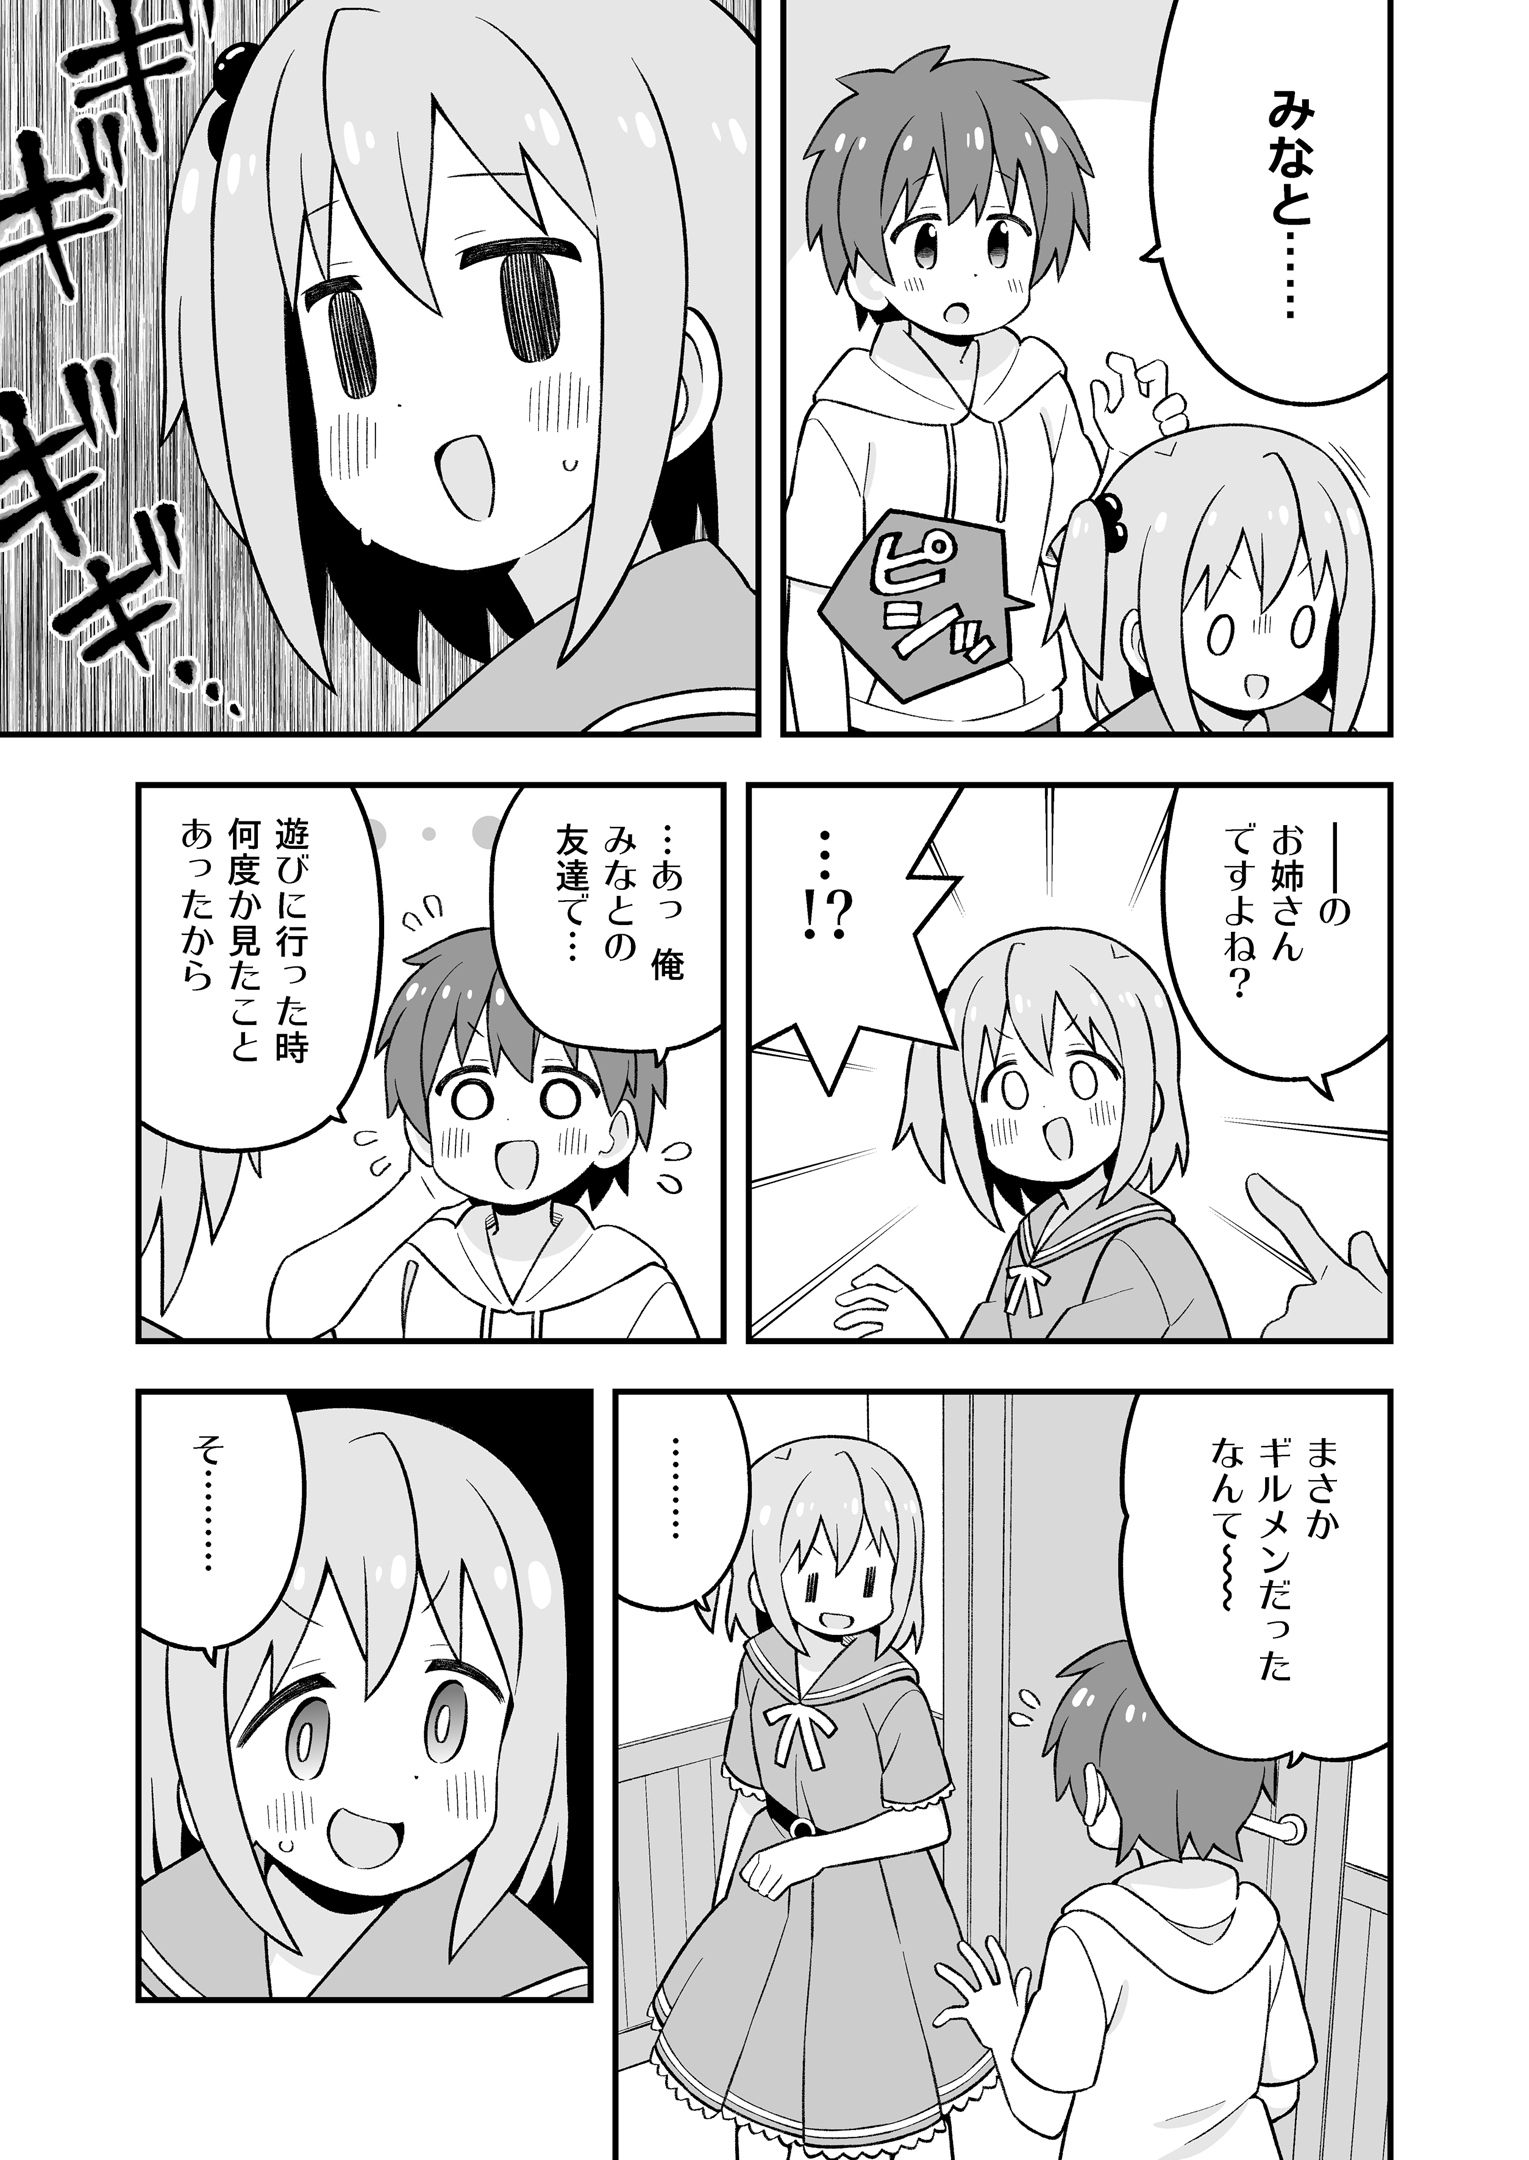 みなと……
ピシッ
ギギギギ…
――の
お姉さん
ですよね?
…!?
…あっ 俺
みなとの
友達で…
遊びに行った時
何度か見たこと
あったから
まさか
ギルメンだった
なんて〜〜
………
そ………